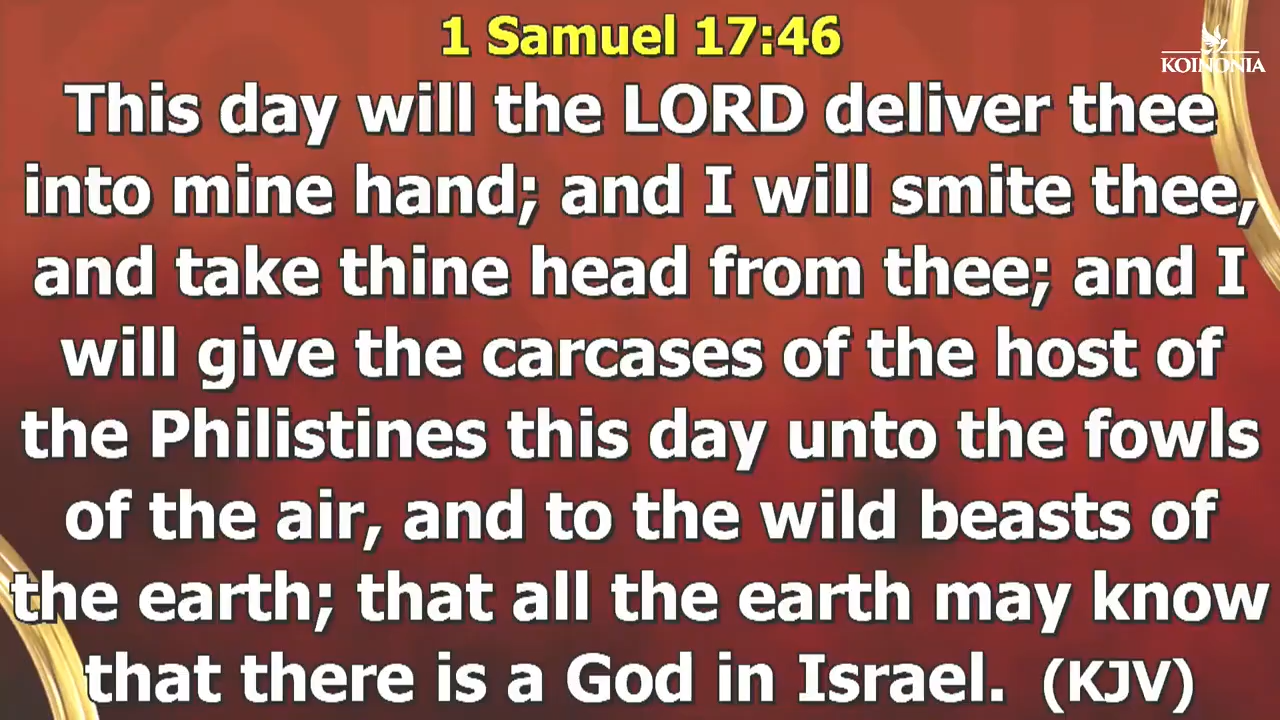 1 Samuel 17:46
KOINONIA
This day will the LORD deliver thee
into mine hand; and I will smite thee,
and take thine head from thee; and I
will give the carcases of the host of
the Philistines this day unto the fowls
of the air, and to the wild beasts of
the earth; that all the earth may know
that there is a God in Israel. (KJV)